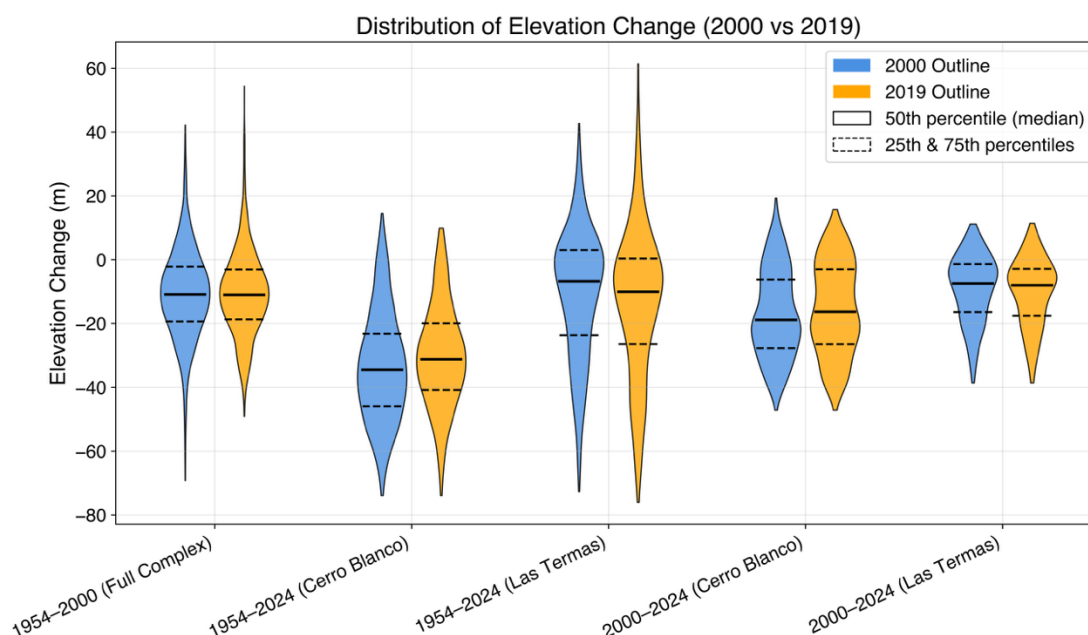 Distribution of Elevation Change (2000 vs 2019)
2000 Outline
2019 Outline
50th percentile (median)
25th & 75th percentiles
Elevation Change (m)
60
40
20
0
−20
−40
−60
−80
1954–2000 (Full Complex)
1954–2024 (Cerro Blanco)
1954–2024 (Las Termas)
2000–2024 (Cerro Blanco)
2000–2024 (Las Termas)